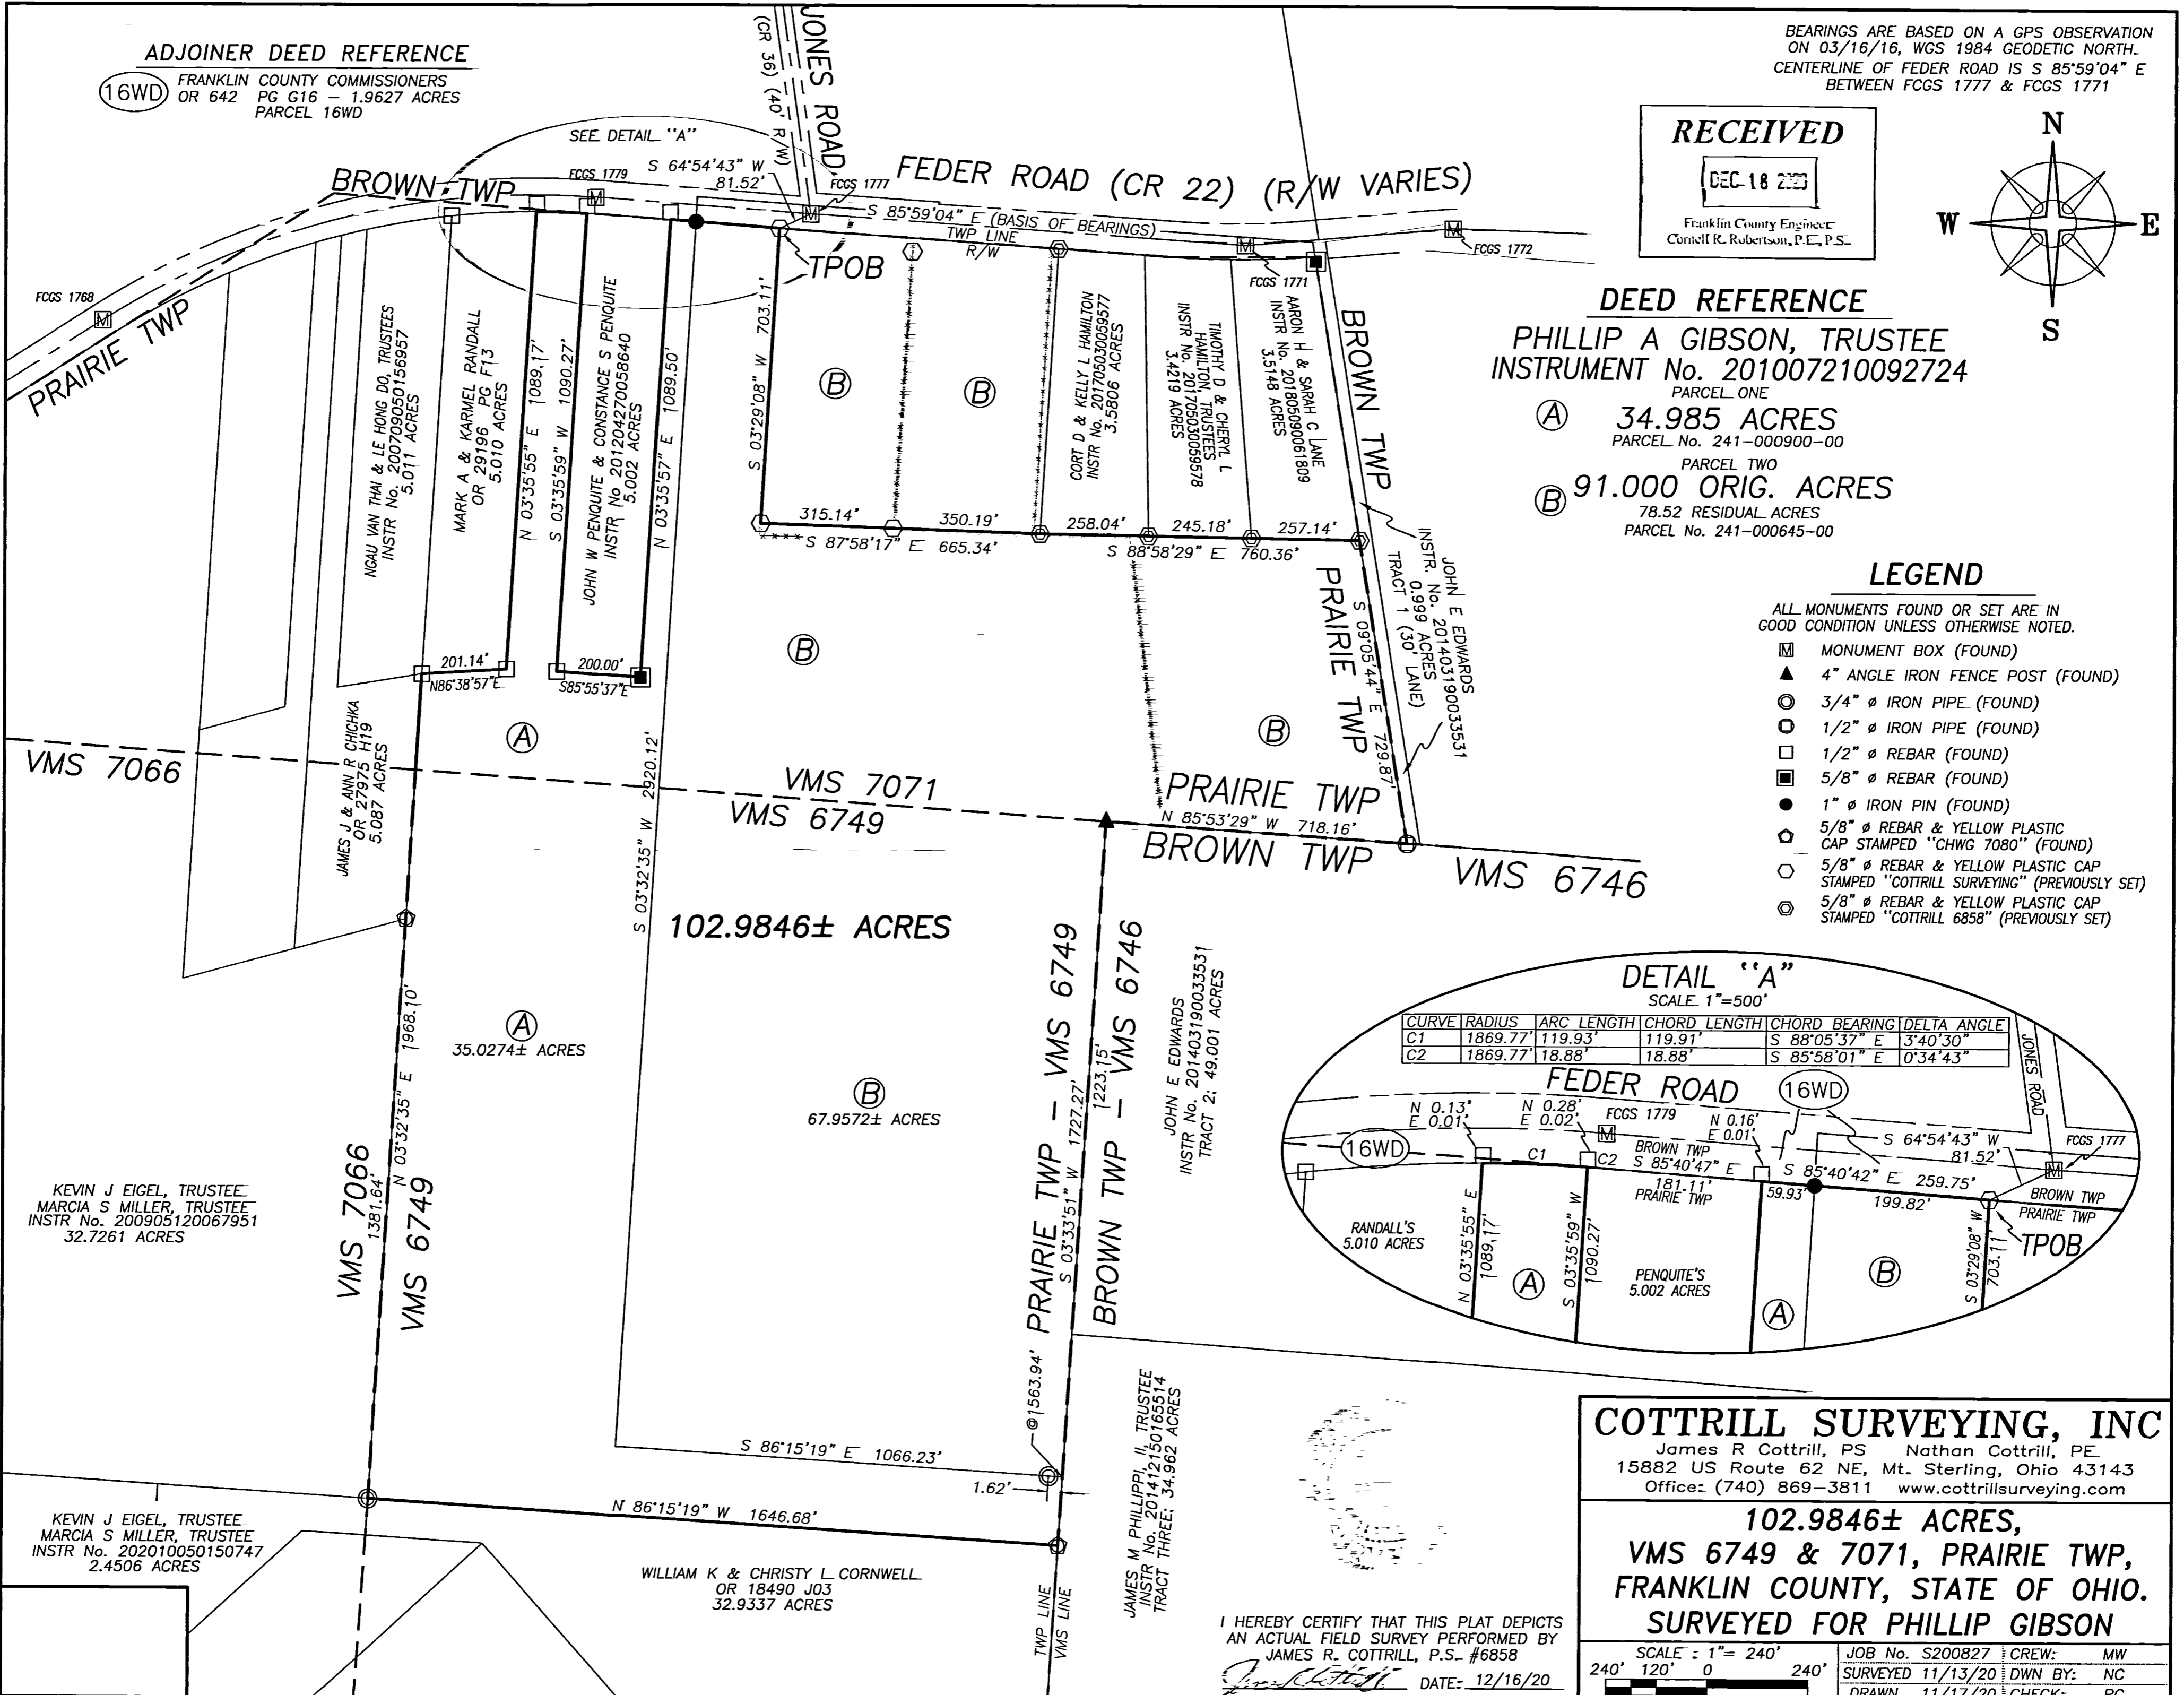 ADJOINER DEED REFERENCE
16WD
FRANKLIN COUNTY COMMISSIONERS
OR 642 PG G16 - 1.9627 ACRES
PARCEL 16WD
BEARINGS ARE BASED ON A GPS OBSERVATION
ON 03/16/16, WGS 1984 GEODETIC NORTH.
CENTERLINE OF FEDER ROAD IS S 85°59'04" E
BETWEEN FCGS 1777 & FCGS 1771
RECEIVED
DEC 18
Franklin County Engineer
Cornell R. Robertson, P.E., P.S.
N
W
E
S
JONES ROAD
(CR 36) (40' R/W)
SEE DETAIL "A"
S 64°54'43" W
81.52'
FCGS 1779
FCGS 1777
BROWN TWP
FEDER ROAD (CR 22) (R/W VARIES)
S 85°59'04" E (BASIS OF BEARINGS)
TWP LINE
R/W
FCGS 1771
FCGS 1772
FCGS 1768
PRAIRIE TWP
TPOB
NGAU VAN THAI & LE HONG DO, TRUSTEES
INSTR No. 200709050156957
5.011 ACRES
MARK A & KARMEL RANDALL
OR 29196 PG F13
5.010 ACRES
N 03°35'55" E 1089.17'
S 03°35'59" W 1090.27'
JOHN W PENQUITE & CONSTANCE S PENQUITE
INSTR No 201204270058640
5.002 ACRES
N 03°35'57" E 1089.50'
S 03°29'08" W 703.11'
B
B
CORT D & KELLY L HAMILTON
INSTR No. 201705030059577
3.5806 ACRES
TIMOTHY D & CHERYL L
HAMILTON, TRUSTEES
INSTR No. 201705030059578
3.4219 ACRES
AARON H & SARAH C LANE
INSTR No. 201805090061809
3.5148 ACRES
BROWN TWP
315.14'
350.19'
258.04'
245.18'
257.14'
S 87°58'17" E 665.34'
S 88°58'29" E 760.36'
JOHN E EDWARDS
INSTR. No. 201403190033531
0.999 ACRES
TRACT 1 (30' LANE)
PRAIRIE TWP
S 09°05'44" E 729.87'
DEED REFERENCE
PHILLIP A GIBSON, TRUSTEE
INSTRUMENT No. 201007210092724
PARCEL ONE
A
34.985 ACRES
PARCEL No. 241-000900-00
PARCEL TWO
B
91.000 ORIG. ACRES
78.52 RESIDUAL ACRES
PARCEL No. 241-000645-00
LEGEND
ALL MONUMENTS FOUND OR SET ARE IN
GOOD CONDITION UNLESS OTHERWISE NOTED.
M MONUMENT BOX (FOUND)
4" ANGLE IRON FENCE POST (FOUND)
3/4" ø IRON PIPE (FOUND)
1/2" ø IRON PIPE (FOUND)
1/2" ø REBAR (FOUND)
5/8" ø REBAR (FOUND)
1" ø IRON PIN (FOUND)
5/8" ø REBAR & YELLOW PLASTIC
CAP STAMPED "CHWG 7080" (FOUND)
5/8" ø REBAR & YELLOW PLASTIC CAP
STAMPED "COTTRILL SURVEYING" (PREVIOUSLY SET)
5/8" ø REBAR & YELLOW PLASTIC CAP
STAMPED "COTTRILL 6858" (PREVIOUSLY SET)
201.14'
N86°38'57"E
200.00'
S85°55'37"E
JAMES J & ANN R CHICHKA
OR 27975 H19
5.087 ACRES
A
B
B
S 03°32'35" W 2920.12'
VMS 7066
VMS 7071
VMS 6749
PRAIRIE TWP
N 85°53'29" W 718.16'
BROWN TWP
VMS 6746
102.9846± ACRES
A
35.0274± ACRES
B
67.9572± ACRES
N 03°32'35" E 1968.10'
VMS 7066
1381.64'
VMS 6749
PRAIRIE TWP - VMS 6749
S 03°33'51" W 1727.27'
1223.15'
BROWN TWP - VMS 6746
JOHN E EDWARDS
INSTR No. 201403190033531
TRACT 2: 49.001 ACRES
KEVIN J EIGEL, TRUSTEE
MARCIA S MILLER, TRUSTEE
INSTR No. 200905120067951
32.7261 ACRES
@1563.94'
S 86°15'19" E 1066.23'
1.62'
N 86°15'19" W 1646.68'
JAMES M PHILLIPPI, II, TRUSTEE
INSTR No. 201412150165514
TRACT THREE: 34.962 ACRES
KEVIN J EIGEL, TRUSTEE
MARCIA S MILLER, TRUSTEE
INSTR No. 202010050150747
2.4506 ACRES
WILLIAM K & CHRISTY L CORNWELL
OR 18490 J03
32.9337 ACRES
TWP LINE
VMS LINE
DETAIL "A"
SCALE 1"=500'
CURVE RADIUS ARC LENGTH CHORD LENGTH CHORD BEARING DELTA ANGLE
C1 1869.77' 119.93' 119.91' S 88°05'37" E 3°40'30"
C2 1869.77' 18.88' 18.88' S 85°58'01" E 0°34'43"
JONES ROAD
FEDER ROAD
16WD
N 0.13'
E 0.01'
N 0.28'
E 0.02'
FCGS 1779
N 0.16'
E 0.01'
S 64°54'43" W
81.52'
FCGS 1777
16WD
C1
C2
BROWN TWP
S 85°40'47" E
181.11'
PRAIRIE TWP
S 85°40'42" E 259.75'
59.93'
199.82'
BROWN TWP
PRAIRIE TWP
TPOB
RANDALL'S
5.010 ACRES
N 03°35'55" E
1089.17'
A
S 03°35'59" W
1090.27'
PENQUITE'S
5.002 ACRES
A
B
S 03°29'08" W
703.11'
I HEREBY CERTIFY THAT THIS PLAT DEPICTS
AN ACTUAL FIELD SURVEY PERFORMED BY
JAMES R. COTTRILL, P.S. #6858
DATE: 12/16/20
COTTRILL SURVEYING, INC
James R Cottrill, PS Nathan Cottrill, PE
15882 US Route 62 NE, Mt. Sterling, Ohio 43143
Office: (740) 869-3811 www.cottrillsurveying.com
102.9846± ACRES,
VMS 6749 & 7071, PRAIRIE TWP,
FRANKLIN COUNTY, STATE OF OHIO.
SURVEYED FOR PHILLIP GIBSON
SCALE : 1"= 240'
240' 120' 0 240'
JOB No. S200827 CREW: MW
SURVEYED 11/13/20 DWN BY: NC
DRAWN 11/17/20 CHECK: RC